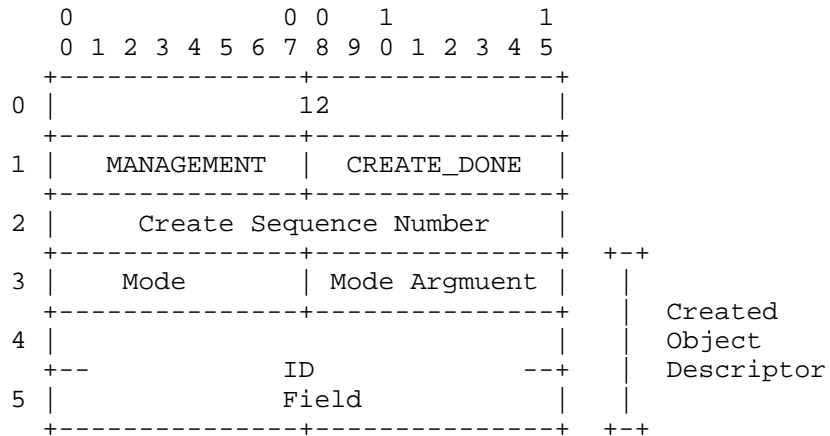 0 0 0 1 1
0 1 2 3 4 5 6 7 8 9 0 1 2 3 4 5
+---------------+---------------+
0 | 12 |
+---------------+---------------+
1 | MANAGEMENT | CREATE_DONE |
+---------------+---------------+
2 | Create Sequence Number |
+---------------+---------------+ +-+
3 | Mode | Mode Argmuent | |
+---------------+---------------+ | Created
4 | | | Object
+-- ID --+ | Descriptor
5 | Field | |
+---------------+---------------+ +-+